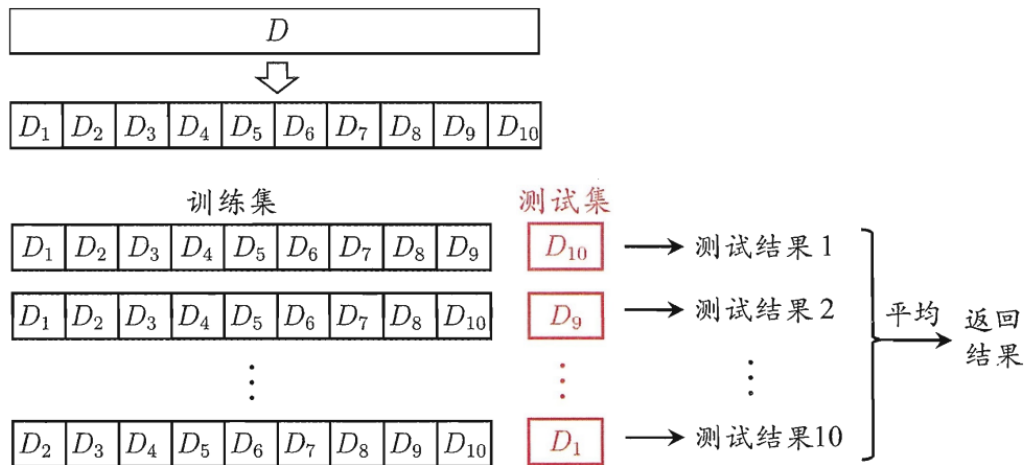 D
D₁ D₂ D₃ D₄ D₅ D₆ D₇ D₈ D₉ D₁₀
训练集 测试集
D₁ D₂ D₃ D₄ D₅ D₆ D₇ D₈ D₉ D₁₀ 测试结果1
D₁ D₂ D₃ D₄ D₅ D₆ D₇ D₈ D₁₀ D₉ 测试结果2
平均 返回
结果
D₂ D₃ D₄ D₅ D₆ D₇ D₈ D₉ D₁₀ D₁ 测试结果10